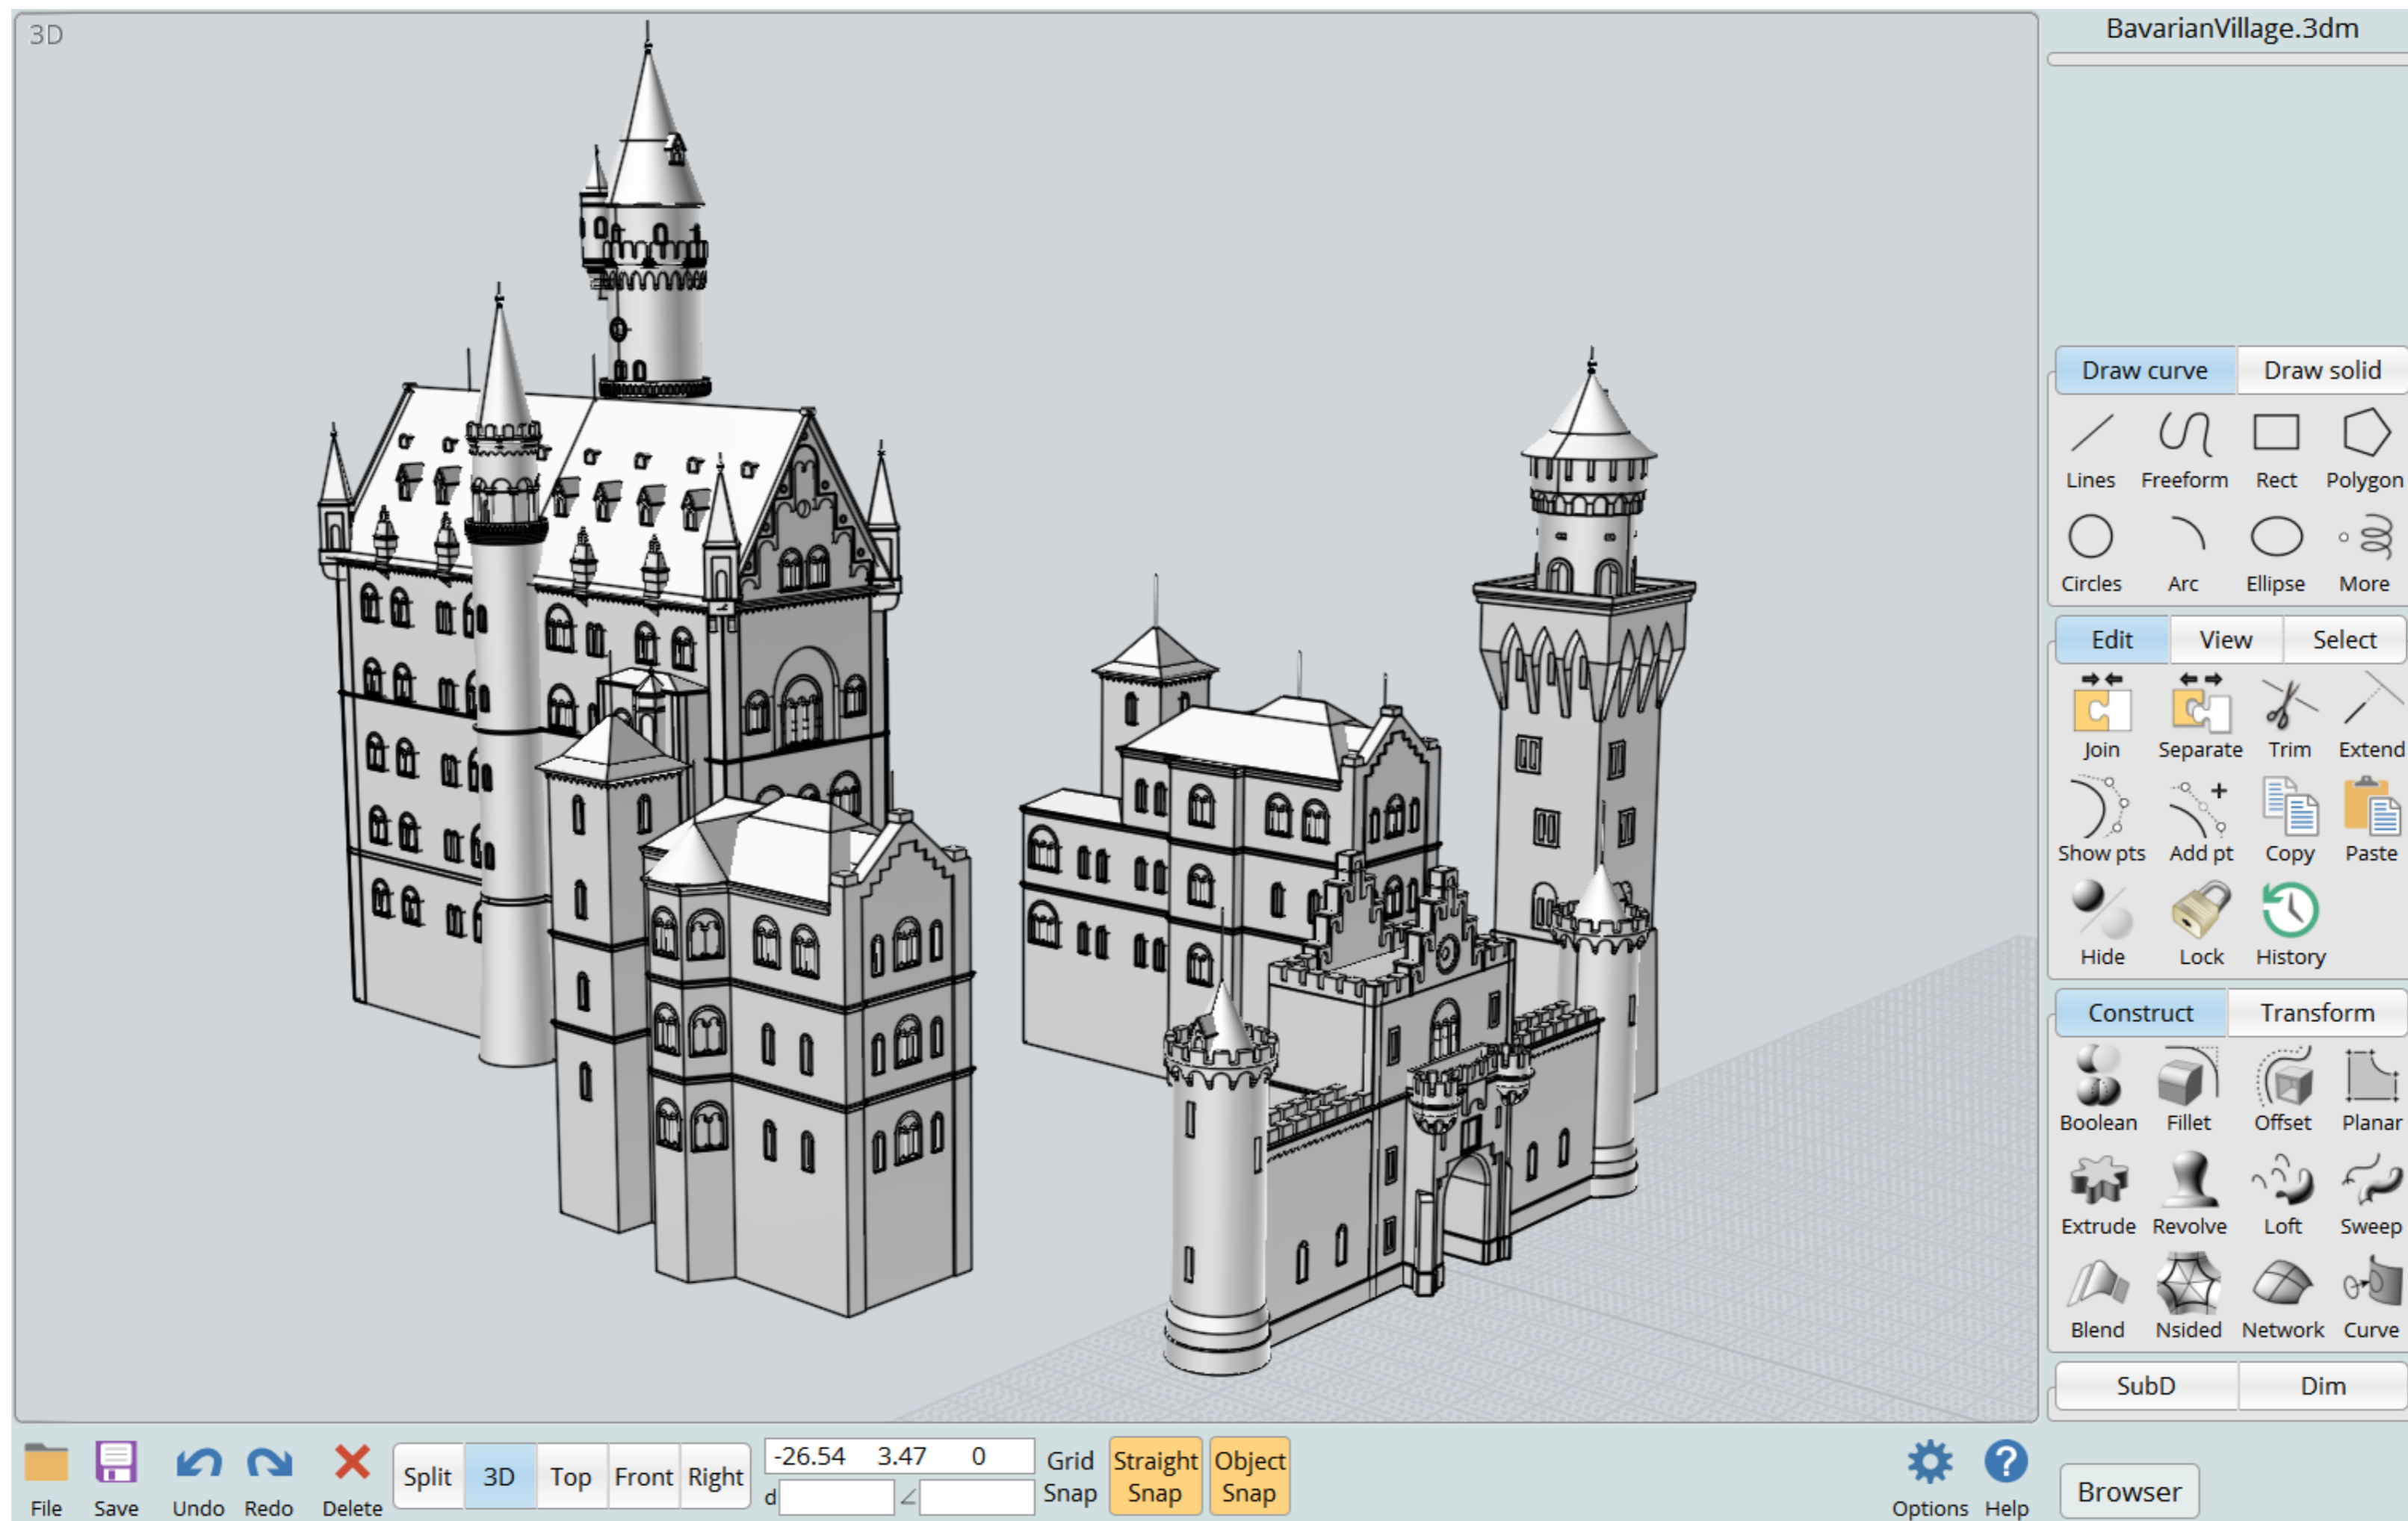 3D
BavarianVillage.3dm
Draw curve Draw solid
Lines Freeform Rect Polygon
Circles Arc Ellipse More
Edit View Select
Join Separate Trim Extend
Show pts Add pt Copy Paste
Hide Lock History
Construct Transform
Boolean Fillet Offset Planar
Extrude Revolve Loft Sweep
Blend Nsided Network Curve
SubD Dim
File Save Undo Redo Delete
Split 3D Top Front Right
-26.54 3.47 0
d ∠
Grid Snap
Straight Snap
Object Snap
Options Help
Browser